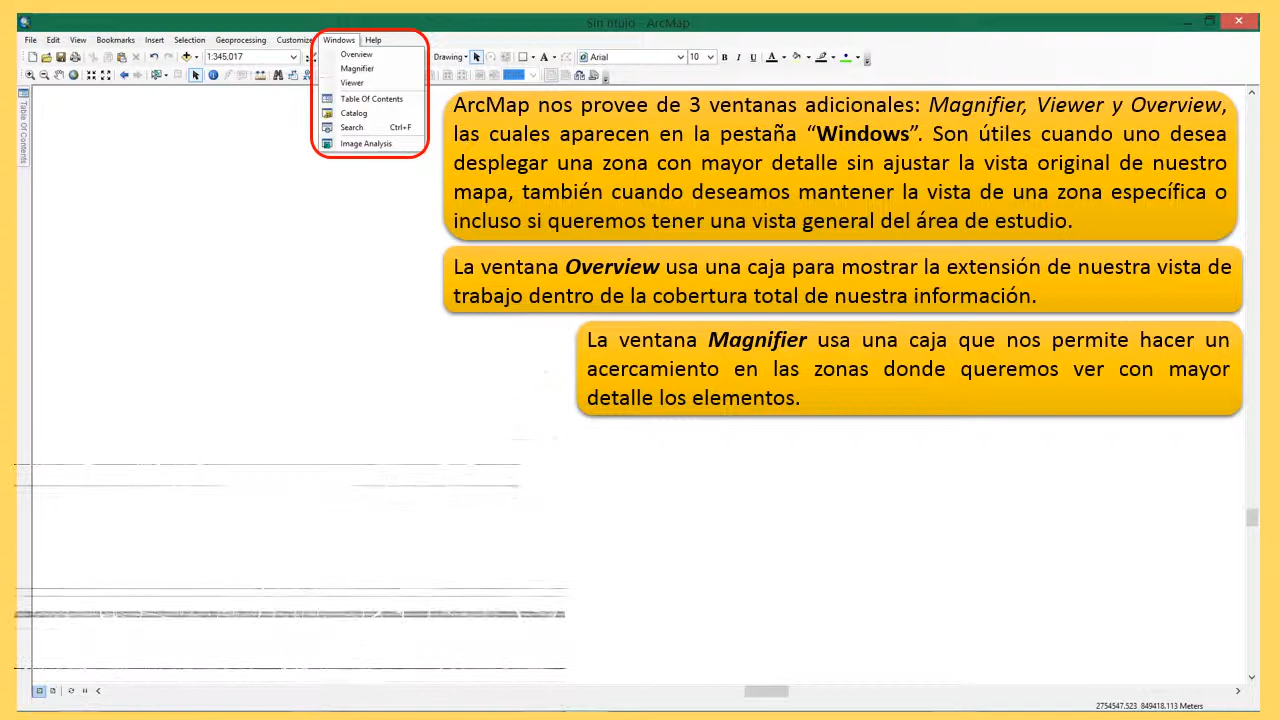 Sin título - ArcMap
File Edit View Bookmarks Insert Selection Geoprocessing Customize Windows Help
1:345,017 Drawing Arial 10 B I U A
Overview
Magnifier
Viewer
Table Of Contents
Catalog
Search Ctrl+F
Image Analysis
Table Of Contents
ArcMap nos provee de 3 ventanas adicionales: Magnifier, Viewer y Overview,
las cuales aparecen en la pestaña “Windows”. Son útiles cuando uno desea
desplegar una zona con mayor detalle sin ajustar la vista original de nuestro
mapa, también cuando deseamos mantener la vista de una zona específica o
incluso si queremos tener una vista general del área de estudio.
La ventana Overview usa una caja para mostrar la extensión de nuestra vista de
trabajo dentro de la cobertura total de nuestra información.
La ventana Magnifier usa una caja que nos permite hacer un
acercamiento en las zonas donde queremos ver con mayor
detalle los elementos.
2754547.523 849418.113 Meters